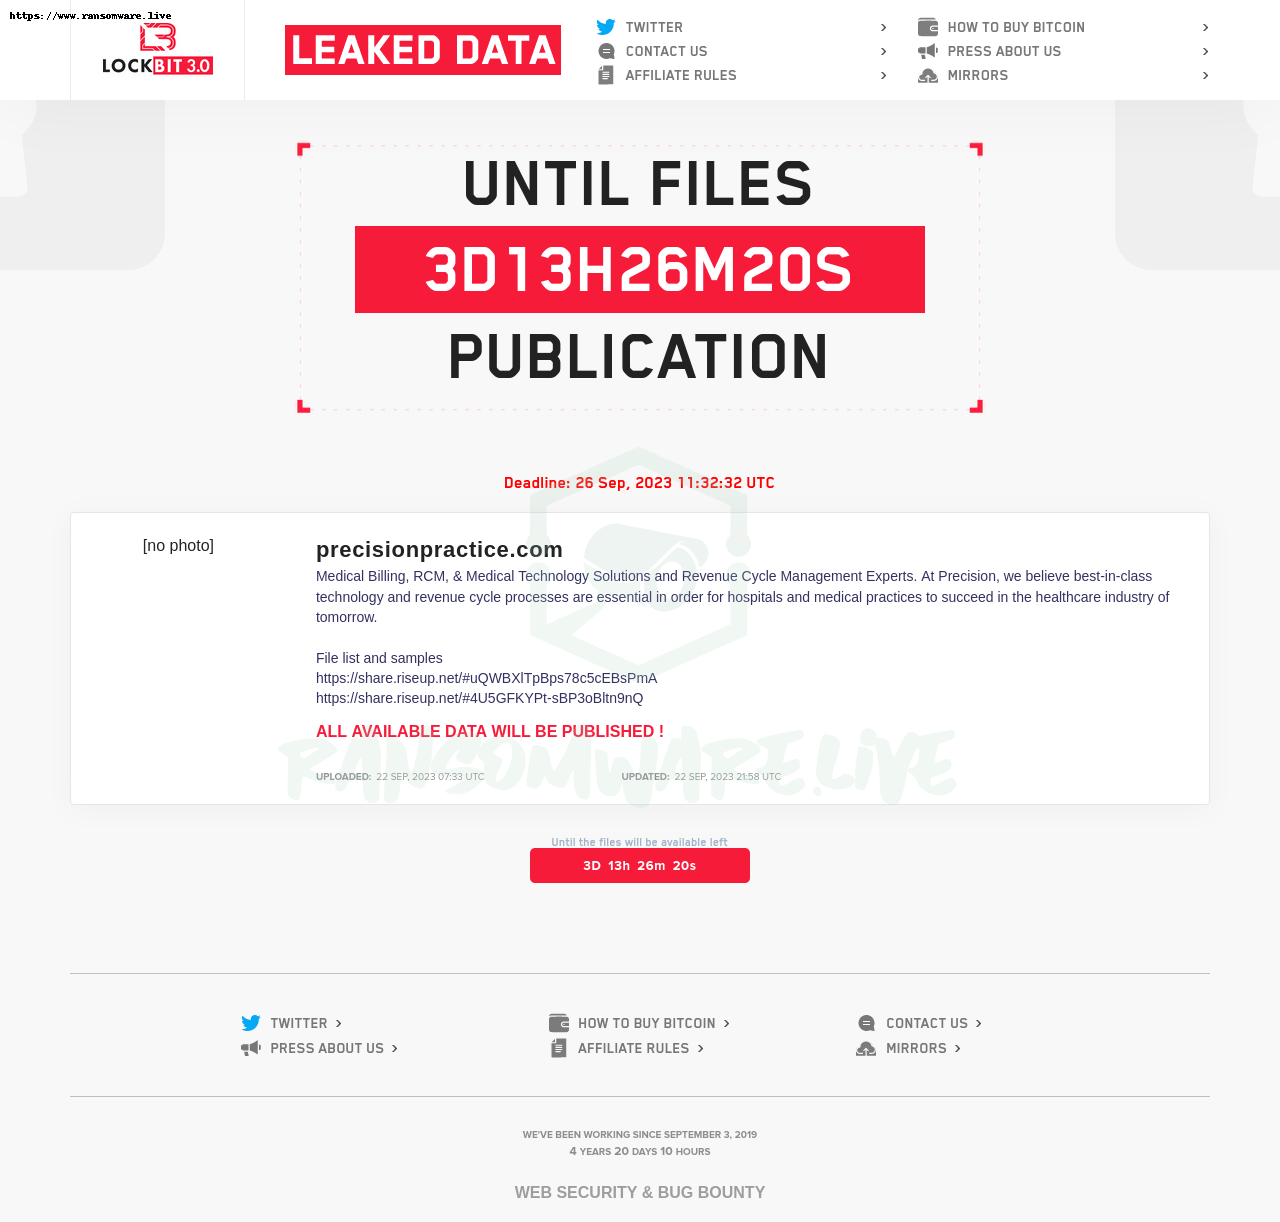 https://www.ransomware.live
LOCKBIT 3.0
LEAKED DATA
TWITTER
CONTACT US
AFFILIATE RULES
HOW TO BUY BITCOIN
PRESS ABOUT US
MIRRORS
UNTIL FILES
3D13H26M20S
PUBLICATION
Deadline: 26 Sep, 2023 11:32:32 UTC
[no photo]
precisionpractice.com
Medical Billing, RCM, & Medical Technology Solutions and Revenue Cycle Management Experts. At Precision, we believe best-in-class
technology and revenue cycle processes are essential in order for hospitals and medical practices to succeed in the healthcare industry of
tomorrow.
File list and samples
https://share.riseup.net/#uQWBXlTpBps78c5cEBsPmA
https://share.riseup.net/#4U5GFKYPt-sBP3oBltn9nQ
ALL AVAILABLE DATA WILL BE PUBLISHED !
RANSOMWARE.LIVE
UPLOADED: 22 SEP, 2023 07:33 UTC
UPDATED: 22 SEP, 2023 21:58 UTC
Until the files will be available left
3D 13h 26m 20s
TWITTER
HOW TO BUY BITCOIN
CONTACT US
PRESS ABOUT US
AFFILIATE RULES
MIRRORS
WE'VE BEEN WORKING SINCE SEPTEMBER 3, 2019
4 YEARS 20 DAYS 10 HOURS
WEB SECURITY & BUG BOUNTY